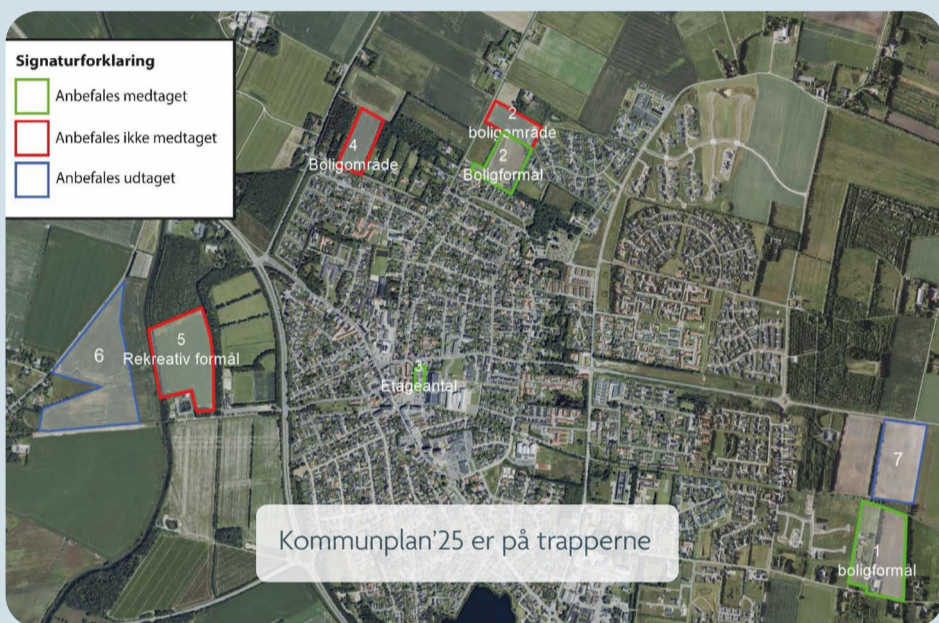 Signaturforklaring
Anbefales medtaget
Anbefales ikke medtaget
Anbefales udtaget
2
boligområde
4
Boligområde
2
Boligformål
5
Rekreativ formål
6
3
Etageantal
7
1
boligformål
Kommunplan'25 er på trapperne